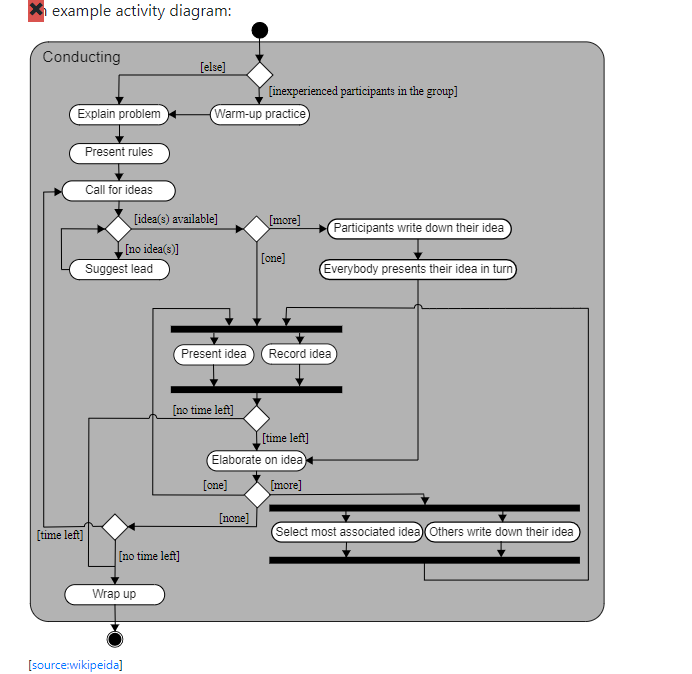 example activity diagram:
Conducting
[else]
[inexperienced participants in the group]
Explain problem
Warm-up practice
Present rules
Call for ideas
[idea(s) available]
[more]
Participants write down their idea
[no idea(s)]
[one]
Suggest lead
Everybody presents their idea in turn
Present idea
Record idea
[no time left]
[time left]
Elaborate on idea
[one]
[more]
[none]
[time left]
Select most associated idea
Others write down their idea
[no time left]
Wrap up
[source:wikipeida]